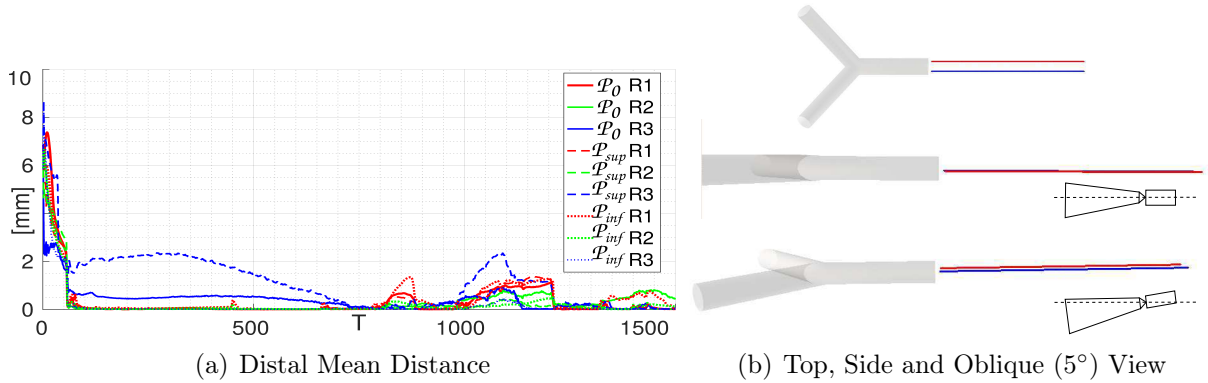 10
8
6
4
2
0
[mm]
0
500
T
1000
1500
𝒫₀ R1
𝒫₀ R2
𝒫₀ R3
𝒫sup R1
𝒫sup R2
𝒫sup R3
𝒫inf R1
𝒫inf R2
𝒫inf R3
(a) Distal Mean Distance
(b) Top, Side and Oblique (5°) View